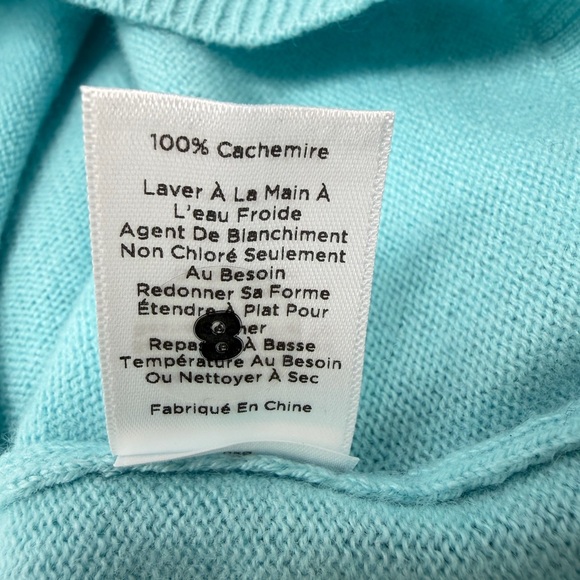 100% Cachemire
Laver À La Main À
L'eau Froide
Agent De Blanchiment
Non Chloré Seulement
Au Besoin
Redonner Sa Forme
Étendre À Plat Pour
8
À Basse
Température Au Besoin
Ou Nettoyer À Sec
Fabriqué En Chine